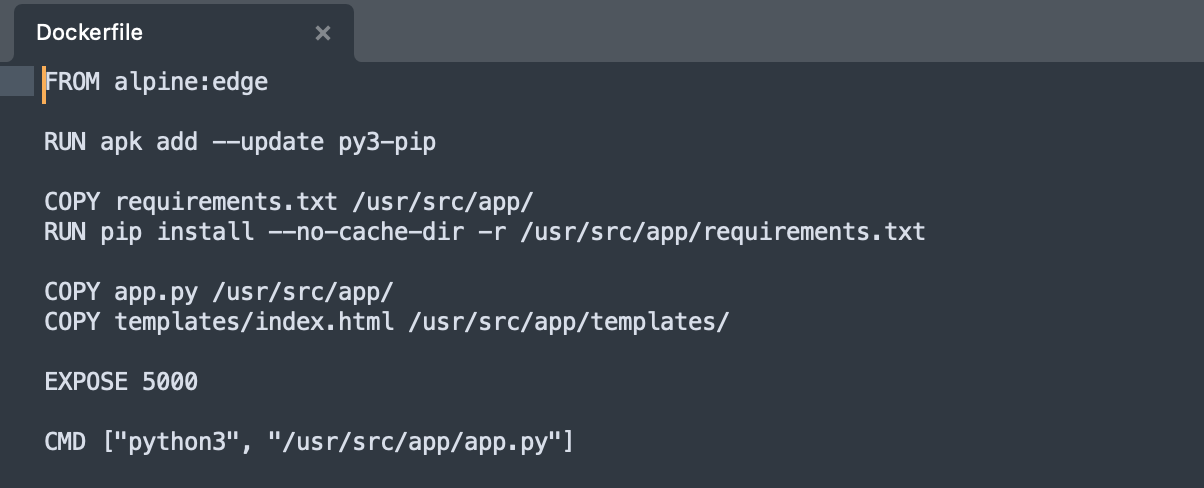 Dockerfile
FROM alpine:edge
RUN apk add --update py3-pip
COPY requirements.txt /usr/src/app/
RUN pip install --no-cache-dir -r /usr/src/app/requirements.txt
COPY app.py /usr/src/app/
COPY templates/index.html /usr/src/app/templates/
EXPOSE 5000
CMD ["python3", "/usr/src/app/app.py"]